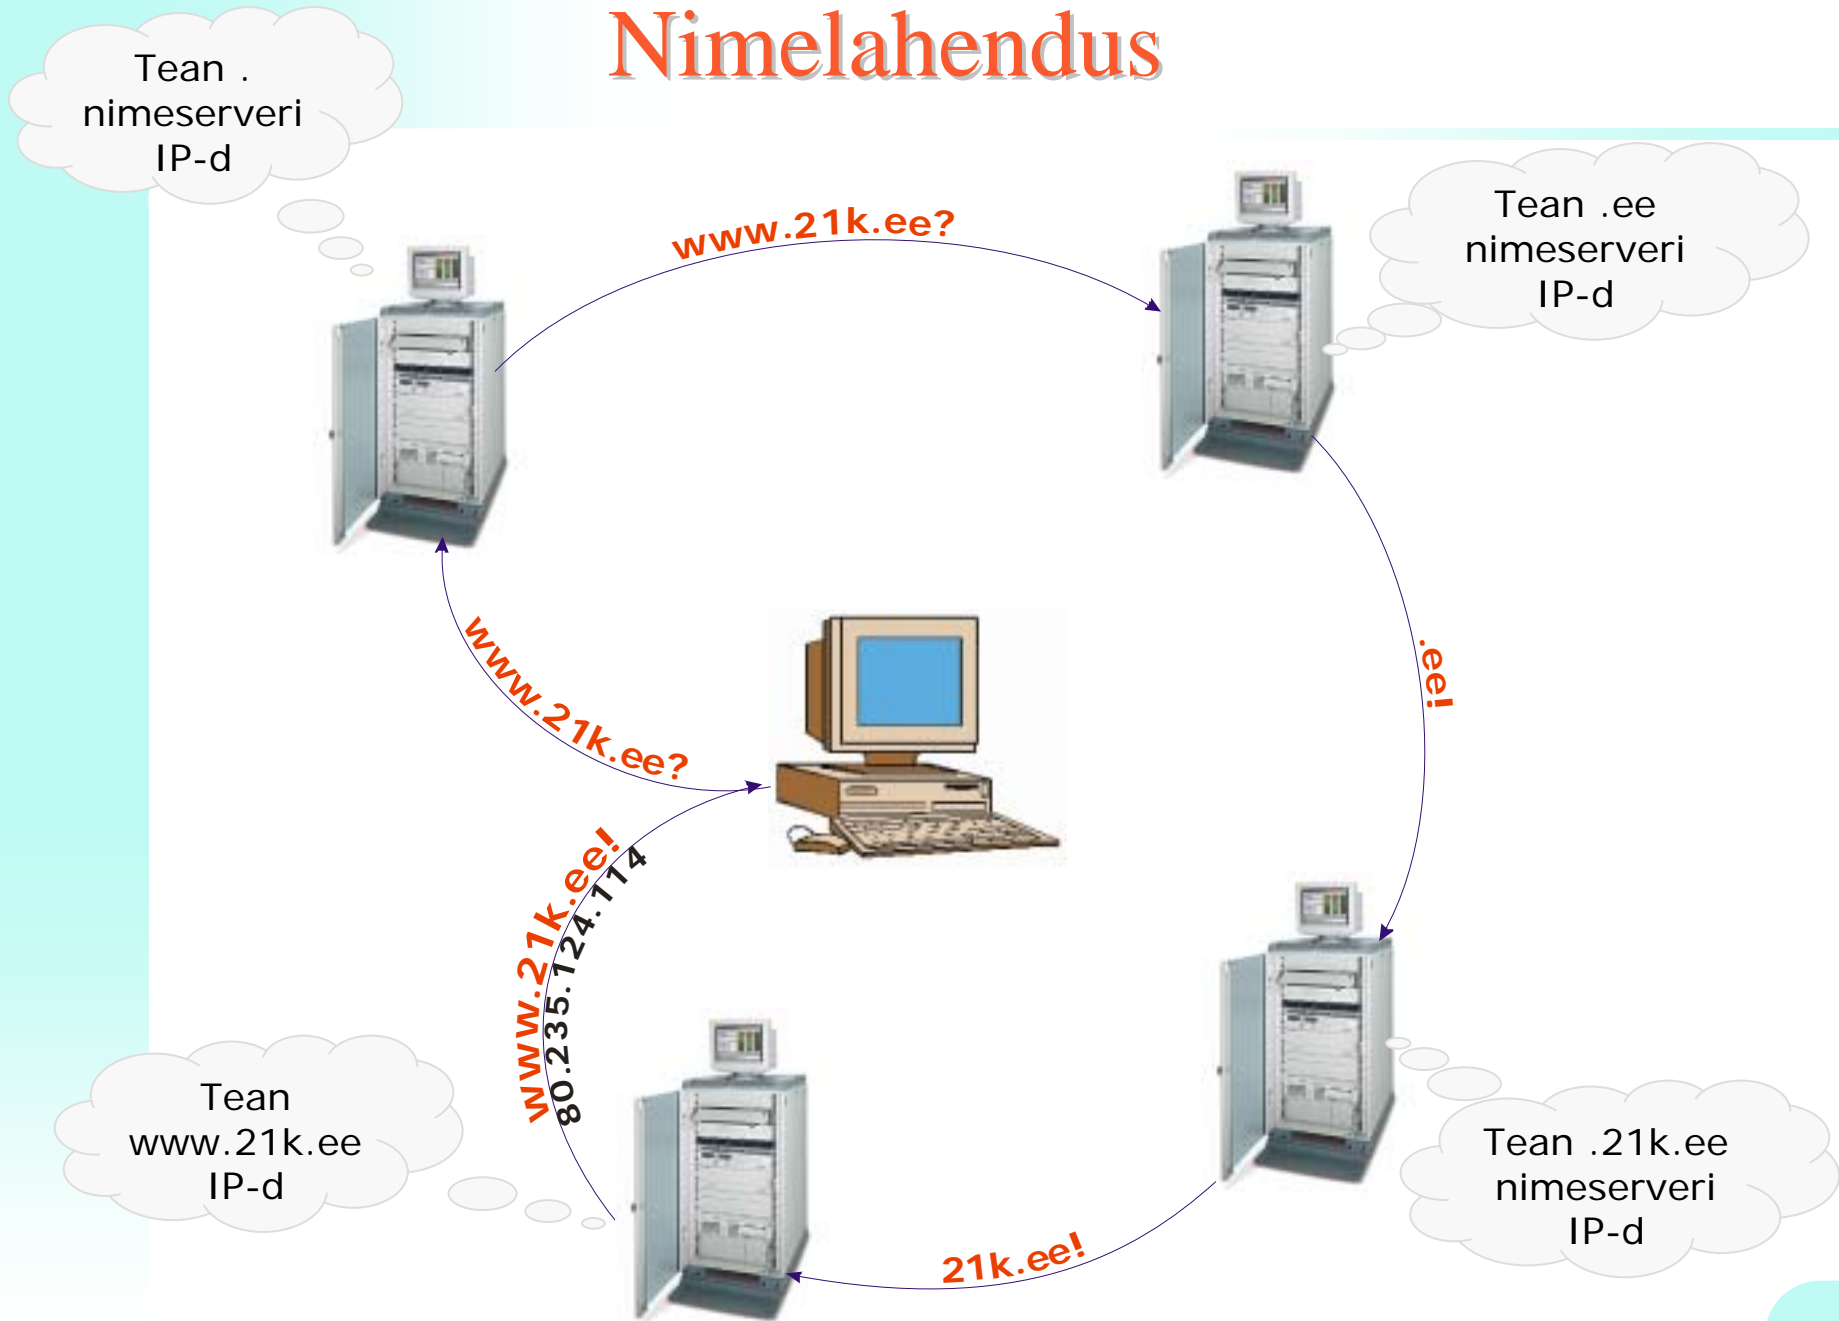 Nimelahendus
Tean .
nimeserveri
IP-d
www.21k.ee?
Tean .ee
nimeserveri
IP-d
.ee!
www.21k.ee?
www.21k.ee!
80.235.124.114
Tean
www.21k.ee
IP-d
21k.ee!
Tean .21k.ee
nimeserveri
IP-d